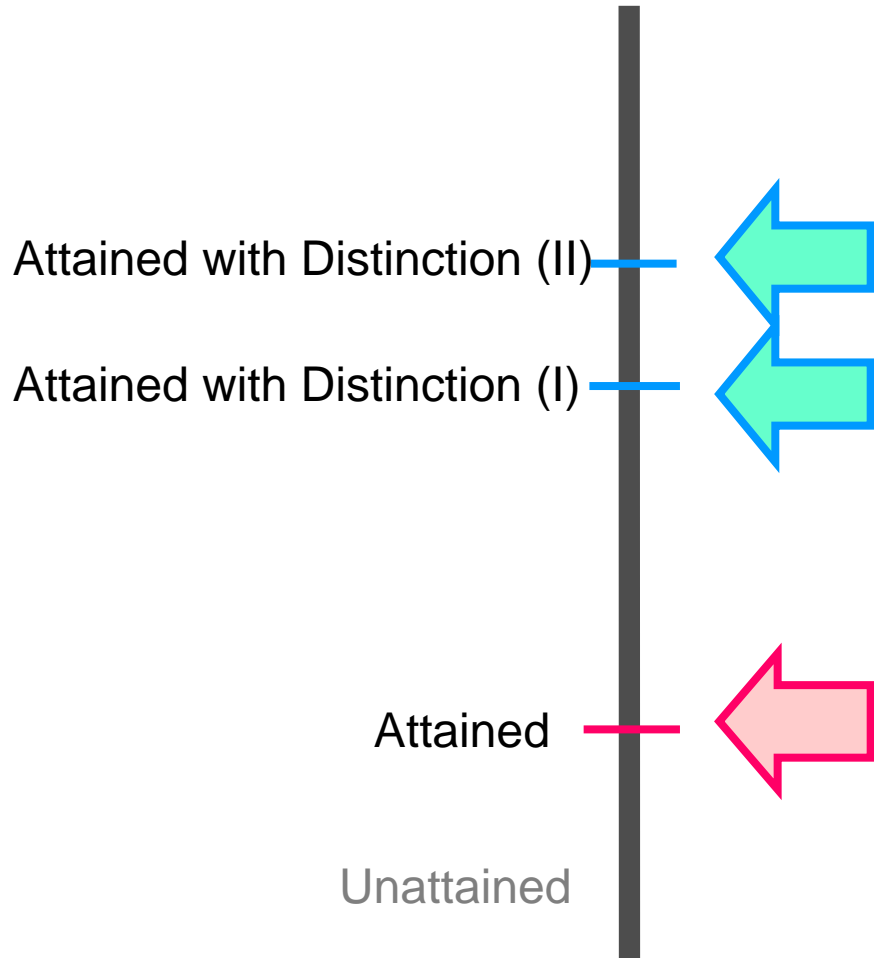 Attained with Distinction (II)
Attained with Distinction (I)
Attained
Unattained